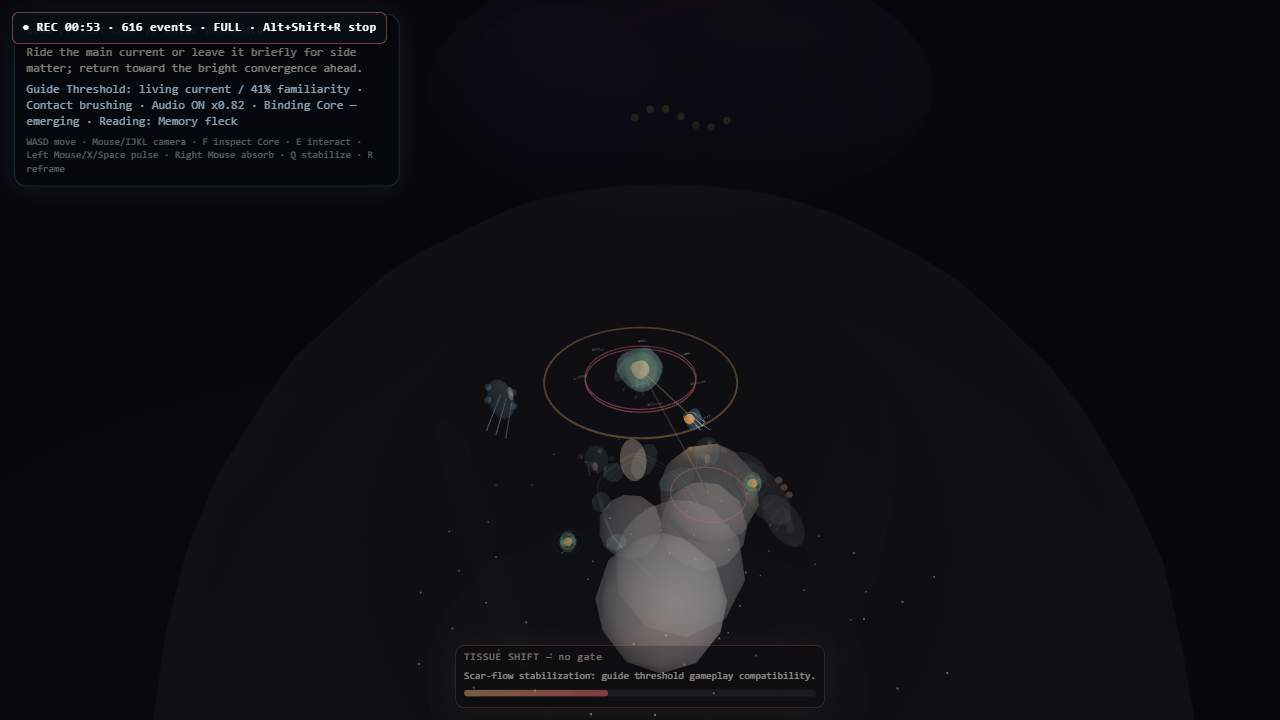 ● REC 00:53 · 616 events · FULL · Alt+Shift+R stop
Ride the main current or leave it briefly for side
matter; return toward the bright convergence ahead.
Guide Threshold: living current / 41% familiarity ·
Contact brushing · Audio ON x0.82 · Binding Core —
emerging · Reading: Memory fleck
WASD move · Mouse/IJKL camera · F inspect Core · E interact ·
Left Mouse/X/Space pulse · Right Mouse absorb · Q stabilize · R
reframe
TISSUE SHIFT — no gate
Scar-flow stabilization: guide threshold gameplay compatibility.